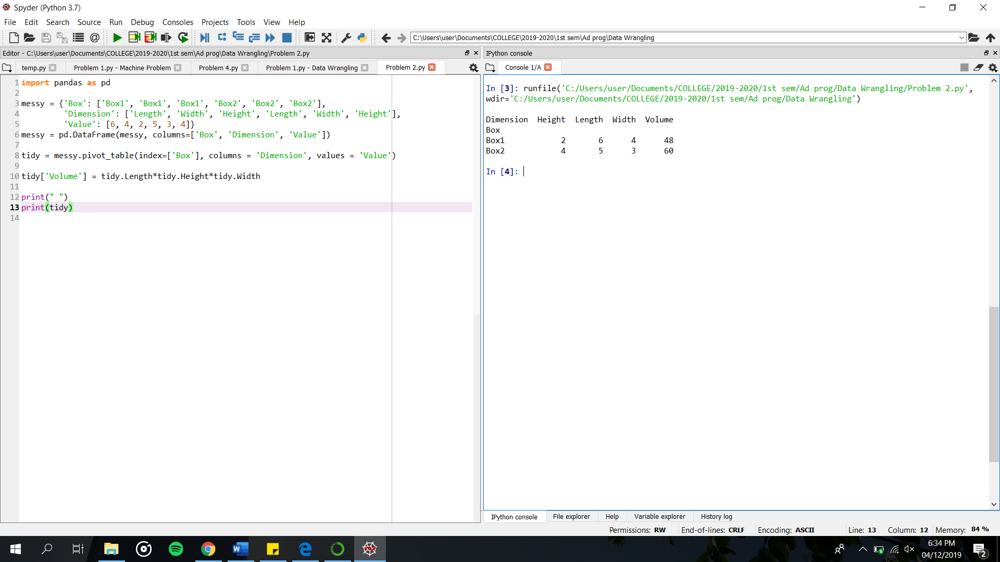 Spyder (Python 3.7)
File Edit Search Source Run Debug Consoles Projects Tools View Help
C:\Users\user\Documents\COLLEGE\2019-2020\1st sem\Ad prog\Data Wrangling
Editor - C:\Users\user\Documents\COLLEGE\2019-2020\1st sem\Ad prog\Data Wrangling\Problem 2.py
temp.py Problem 1.py - Machine Problem Problem 4.py Problem 1.py - Data Wrangling Problem 2.py
1 import pandas as pd
2
3 messy = {'Box': ['Box1', 'Box1', 'Box1', 'Box2', 'Box2', 'Box2'],
4 'Dimension': ['Length', 'Width', 'Height', 'Length', 'Width', 'Height'],
5 'Value': [6, 4, 2, 5, 3, 4]}
6 messy = pd.DataFrame(messy, columns=['Box', 'Dimension', 'Value'])
7
8 tidy = messy.pivot_table(index=['Box'], columns = 'Dimension', values = 'Value')
9
10 tidy['Volume'] = tidy.Length*tidy.Height*tidy.Width
11
12 print(" ")
13 print(tidy)
14
IPython console
Console 1/A
In [3]: runfile('C:/Users/user/Documents/COLLEGE/2019-2020/1st sem/Ad prog/Data Wrangling/Problem 2.py',
wdir='C:/Users/user/Documents/COLLEGE/2019-2020/1st sem/Ad prog/Data Wrangling')
Dimension Height Length Width Volume
Box
Box1 2 6 4 48
Box2 4 5 3 60
In [4]:
IPython console File explorer Help Variable explorer History log
Permissions: RW End-of-lines: CRLF Encoding: ASCII Line: 13 Column: 12 Memory: 84 %
6:34 PM
04/12/2019
2